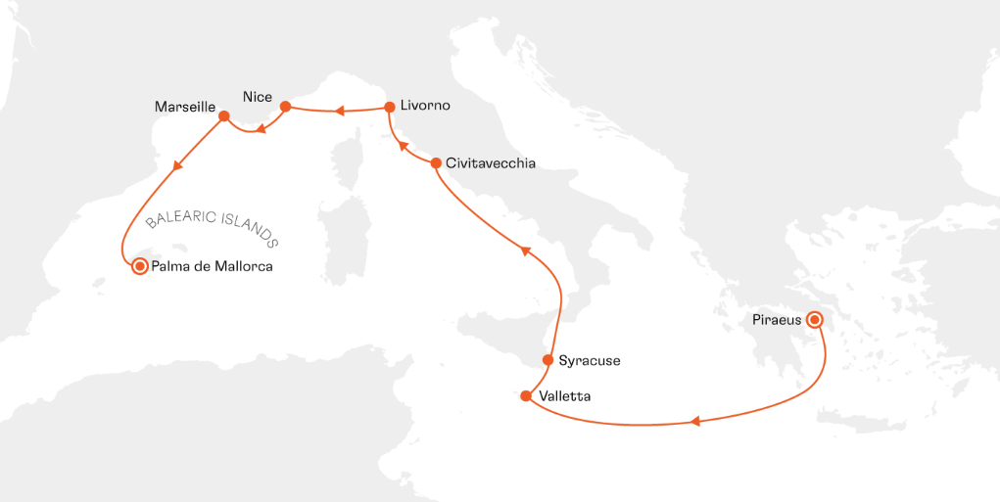 Nice
Marseille
Livorno
Civitavecchia
BALEARIC ISLANDS
Palma de Mallorca
Piraeus
Syracuse
Valletta